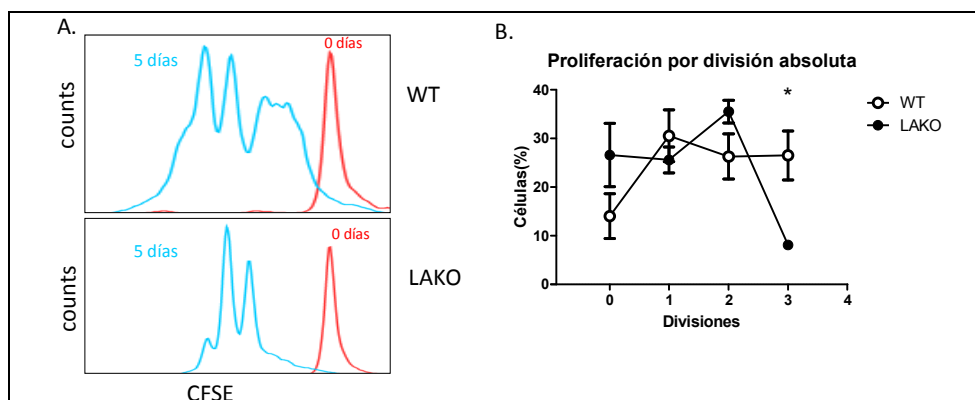 A.
5 días
0 días
WT
counts
5 días
0 días
LAKO
counts
CFSE
B.
Proliferación por división absoluta
40
30
20
10
0
*
Células(%)
0 1 2 3 4
Divisiones
WT
LAKO